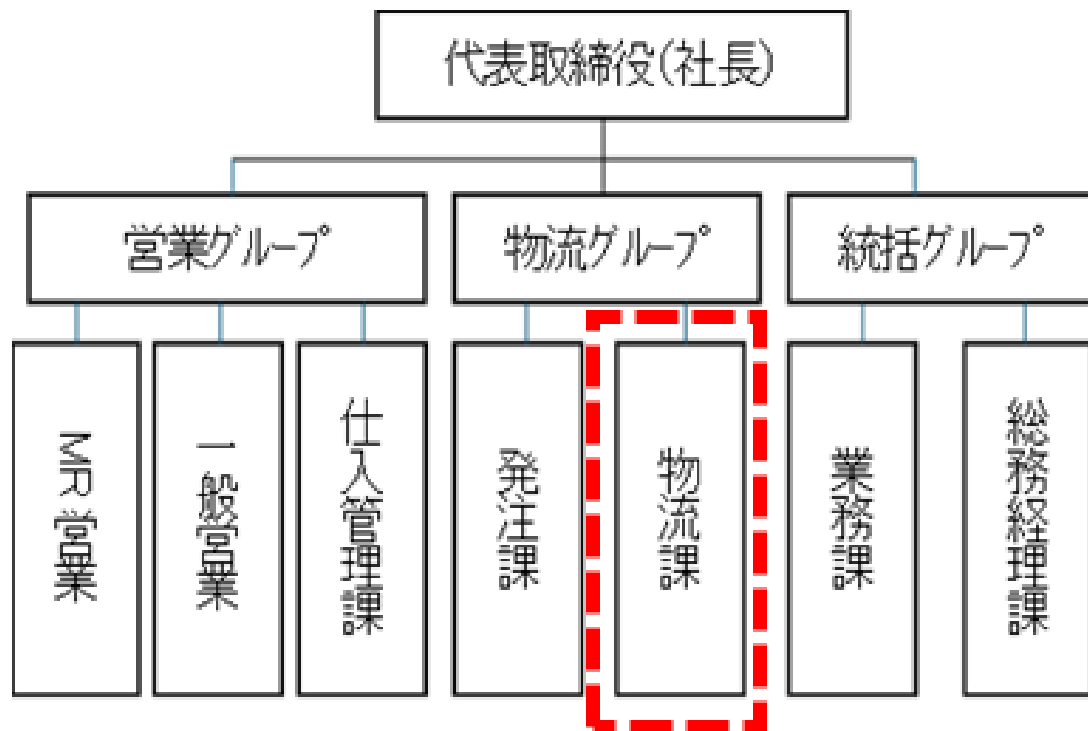 代表取締役(社長)
営業グループ
物流グループ
統括グループ
MR営業
一般営業
仕入管理課
発注課
物流課
業務課
総務経理課